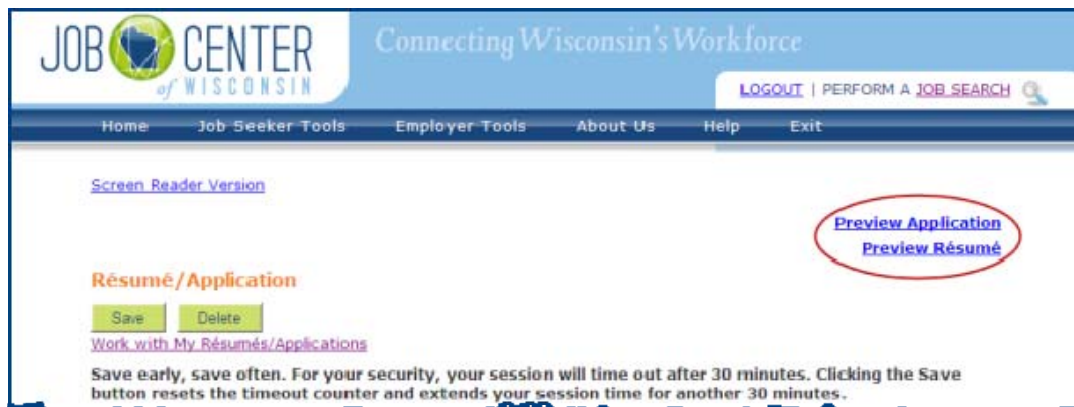 JOB CENTER
of WISCONSIN
Connecting Wisconsin's Workforce
LOGOUT | PERFORM A JOB SEARCH
Home Job Seeker Tools Employer Tools About Us Help Exit
Screen Reader Version
Preview Application
Preview Résumé
Résumé/Application
Save Delete
Work with My Résumés/Applications
Save early, save often. For your security, your session will time out after 30 minutes. Clicking the Save
button resets the timeout counter and extends your session time for another 30 minutes.